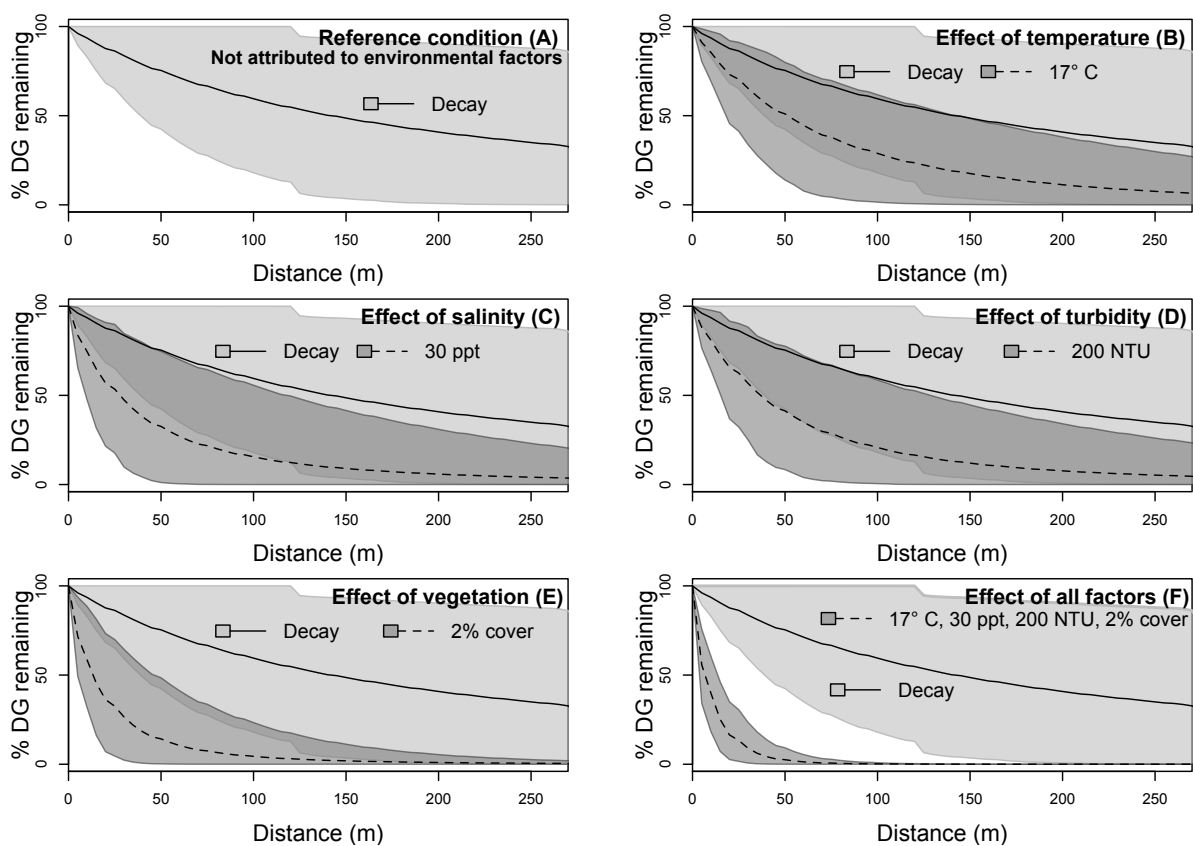 Reference condition (A)
Not attributed to environmental factors
Decay
% DG remaining
100
50
0
0 50 100 150 200 250
Distance (m)
Effect of temperature (B)
Decay 17° C
% DG remaining
100
50
0
0 50 100 150 200 250
Distance (m)
Effect of salinity (C)
Decay 30 ppt
% DG remaining
100
50
0
0 50 100 150 200 250
Distance (m)
Effect of turbidity (D)
Decay 200 NTU
% DG remaining
100
50
0
0 50 100 150 200 250
Distance (m)
Effect of vegetation (E)
Decay 2% cover
% DG remaining
100
50
0
0 50 100 150 200 250
Distance (m)
Effect of all factors (F)
17° C, 30 ppt, 200 NTU, 2% cover
Decay
% DG remaining
100
50
0
0 50 100 150 200 250
Distance (m)